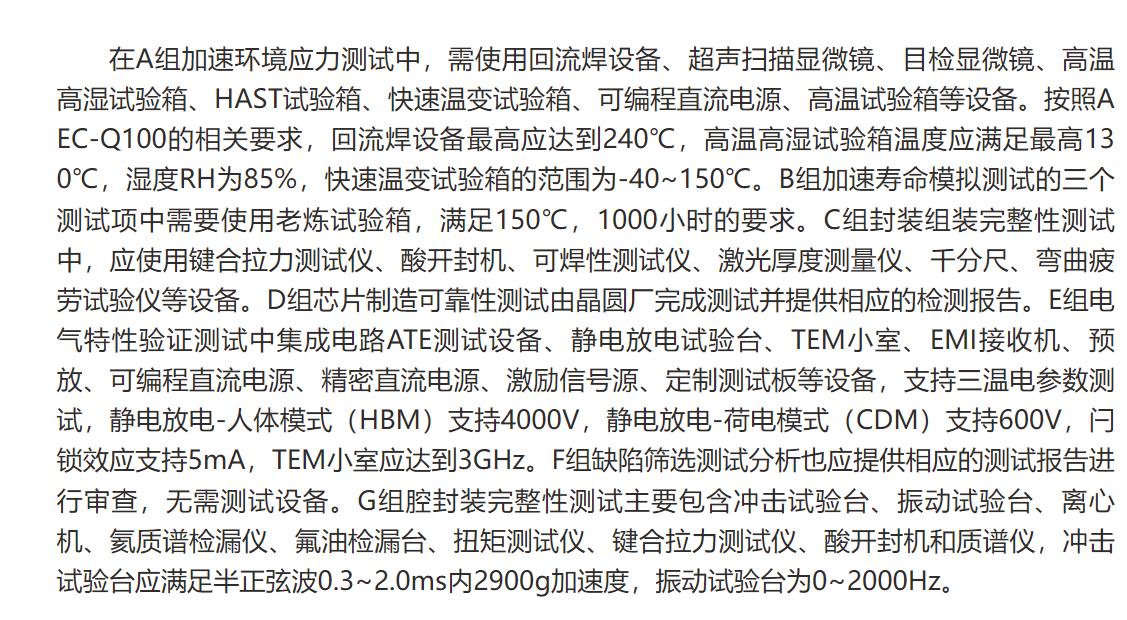 在A组加速环境应力测试中，需使用回流焊设备、超声扫描显微镜、目检显微镜、高温
高湿试验箱、HAST试验箱、快速温变试验箱、可编程直流电源、高温试验箱等设备。按照A
EC-Q100的相关要求，回流焊设备最高应达到240℃，高温高湿试验箱温度应满足最高13
0℃，湿度RH为85%，快速温变试验箱的范围为-40~150℃。B组加速寿命模拟测试的三个
测试项中需要使用老炼试验箱，满足150℃，1000小时的要求。C组封装组装完整性测试
中，应使用键合拉力测试仪、酸开封机、可焊性测试仪、激光厚度测量仪、千分尺、弯曲疲
劳试验仪等设备。D组芯片制造可靠性测试由晶圆厂完成测试并提供相应的检测报告。E组电
气特性验证测试中集成电路ATE测试设备、静电放电试验台、TEM小室、EMI接收机、预
放、可编程直流电源、精密直流电源、激励信号源、定制测试板等设备，支持三温电参数测
试，静电放电-人体模式（HBM）支持4000V，静电放电-荷电模式（CDM）支持600V，闩
锁效应支持5mA，TEM小室应达到3GHz。F组缺陷筛选测试分析也应提供相应的测试报告进
行审查，无需测试设备。G组腔封装完整性测试主要包含冲击试验台、振动试验台、离心
机、氦质谱检漏仪、氟油检漏台、扭矩测试仪、键合拉力测试仪、酸开封机和质谱仪，冲击
试验台应满足半正弦波0.3~2.0ms内2900g加速度，振动试验台为0~2000Hz。